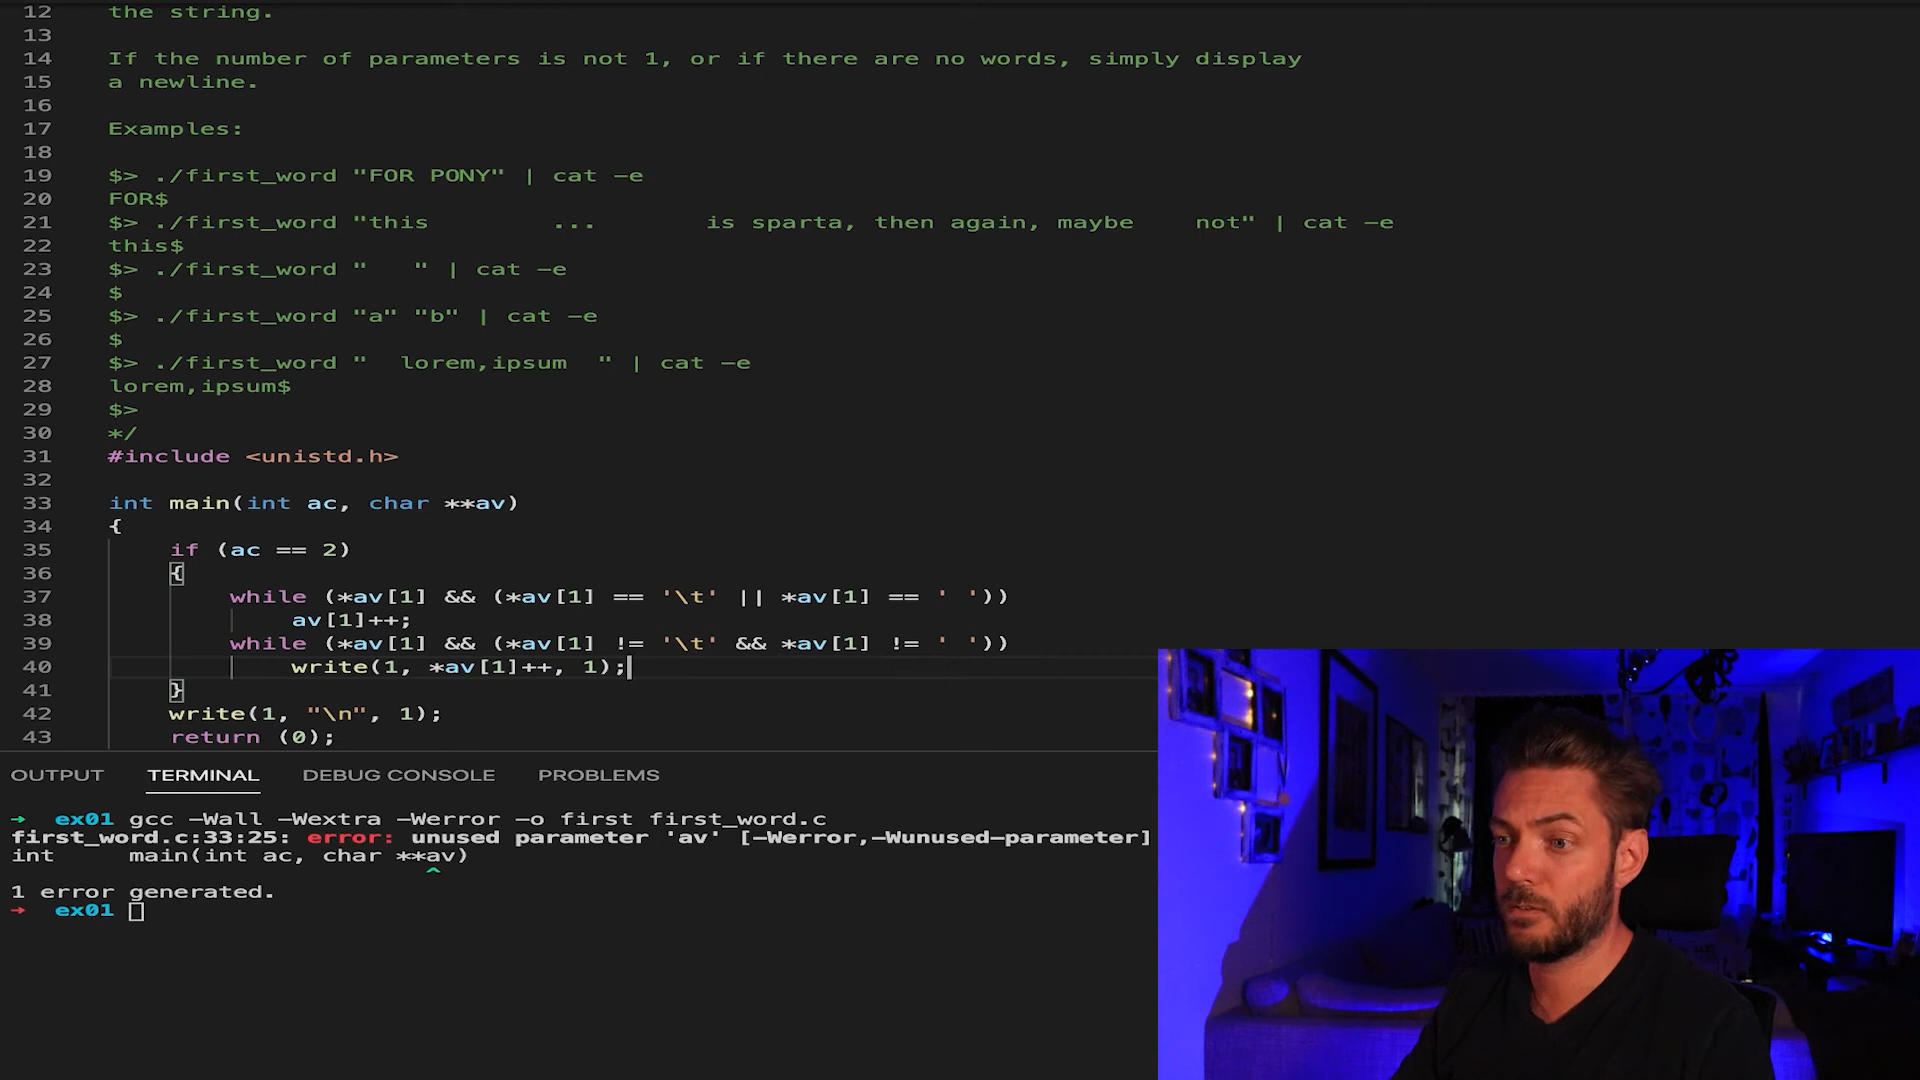 12 the string.
13
14 If the number of parameters is not 1, or if there are no words, simply display
15 a newline.
16
17 Examples:
18
19 $> ./first_word "FOR PONY" | cat -e
20 FOR$
21 $> ./first_word "this        ...       is sparta, then again, maybe    not" | cat -e
22 this$
23 $> ./first_word "   " | cat -e
24 $
25 $> ./first_word "a" "b" | cat -e
26 $
27 $> ./first_word "  lorem,ipsum  " | cat -e
28 lorem,ipsum$
29 $>
30 */
31 #include <unistd.h>
32
33 int main(int ac, char **av)
34 {
35     if (ac == 2)
36     {
37         while (*av[1] && (*av[1] == '\t' || *av[1] == ' '))
38             av[1]++;
39         while (*av[1] && (*av[1] != '\t' && *av[1] != ' '))
40             write(1, *av[1]++, 1);
41     }
42     write(1, "\n", 1);
43     return (0);
OUTPUT TERMINAL DEBUG CONSOLE PROBLEMS
→ ex01 gcc -Wall -Wextra -Werror -o first first_word.c
first_word.c:33:25: error: unused parameter 'av' [-Werror,-Wunused-parameter]
int     main(int ac, char **av)
^
1 error generated.
→ ex01